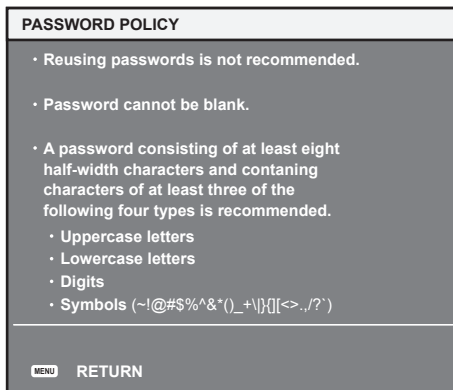 PASSWORD POLICY
・Reusing passwords is not recommended.
・Password cannot be blank.
・A password consisting of at least eight
half-width characters and contaning
characters of at least three of the
following four types is recommended.
・Uppercase letters
・Lowercase letters
・Digits
・Symbols (~!@#$%^&*()_+\|}{][<>.,/?`)
MENU RETURN